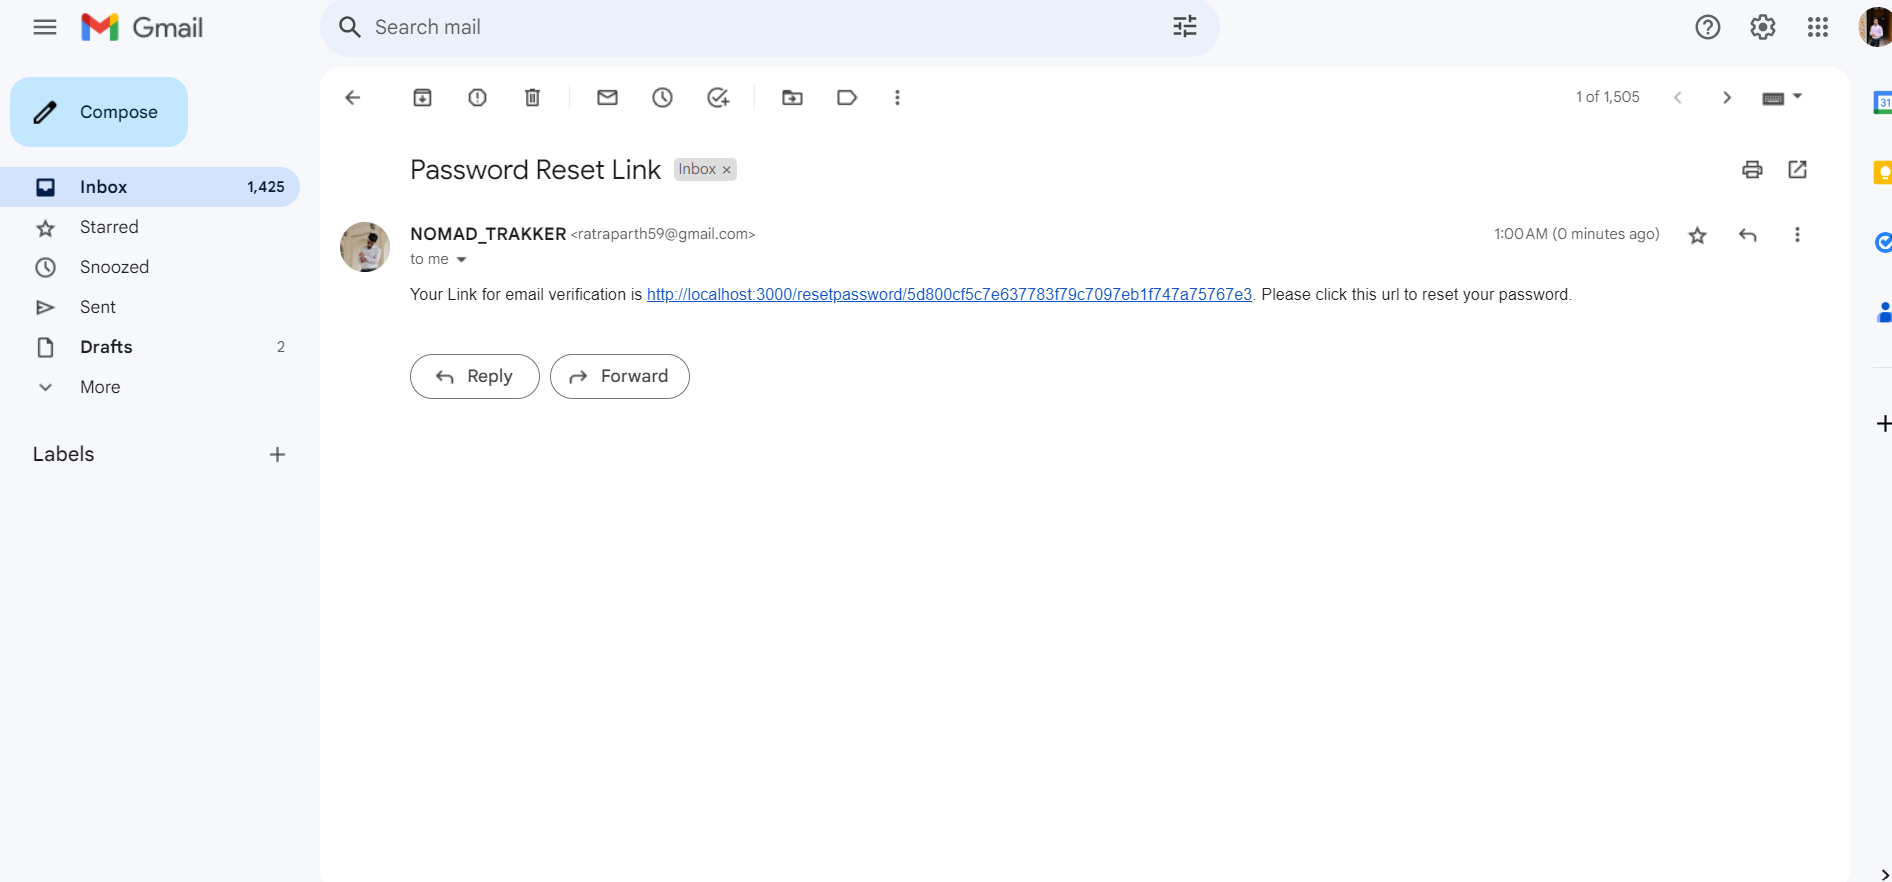 Gmail
Search mail
Compose
1 of 1,505
Password Reset Link Inbox ×
Inbox 1,425
Starred
Snoozed
Sent
Drafts 2
More
Labels
NOMAD_TRAKKER <ratraparth59@gmail.com> 1:00 AM (0 minutes ago)
to me
Your Link for email verification is http://localhost:3000/resetpassword/5d800cf5c7e637783f79c7097eb1f747a75767e3. Please click this url to reset your password.
Reply Forward
31